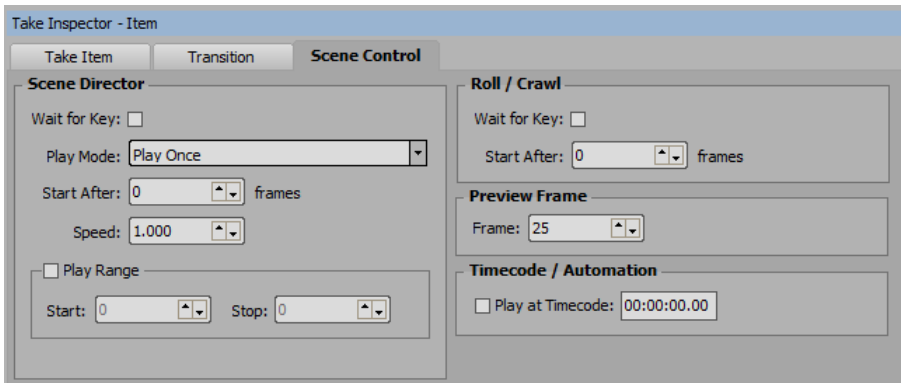 Take Inspector - Item
Take Item Transition Scene Control
Scene Director
Wait for Key:
Play Mode: Play Once
Start After: 0 frames
Speed: 1.000
Play Range
Start: 0 Stop: 0
Roll / Crawl
Wait for Key:
Start After: 0 frames
Preview Frame
Frame: 25
Timecode / Automation
Play at Timecode: 00:00:00.00